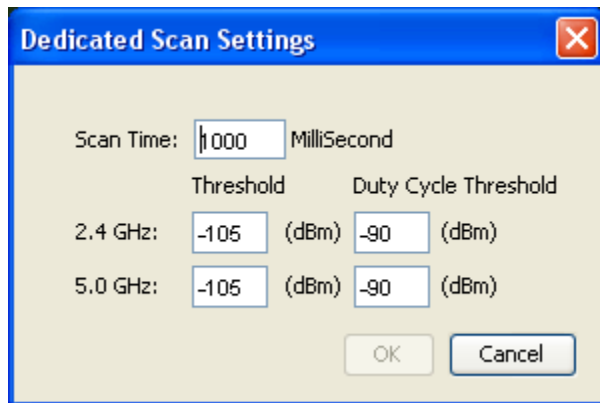 Dedicated Scan Settings
Scan Time: 1000 MilliSecond
Threshold Duty Cycle Threshold
2.4 GHz: -105 (dBm) -90 (dBm)
5.0 GHz: -105 (dBm) -90 (dBm)
OK Cancel